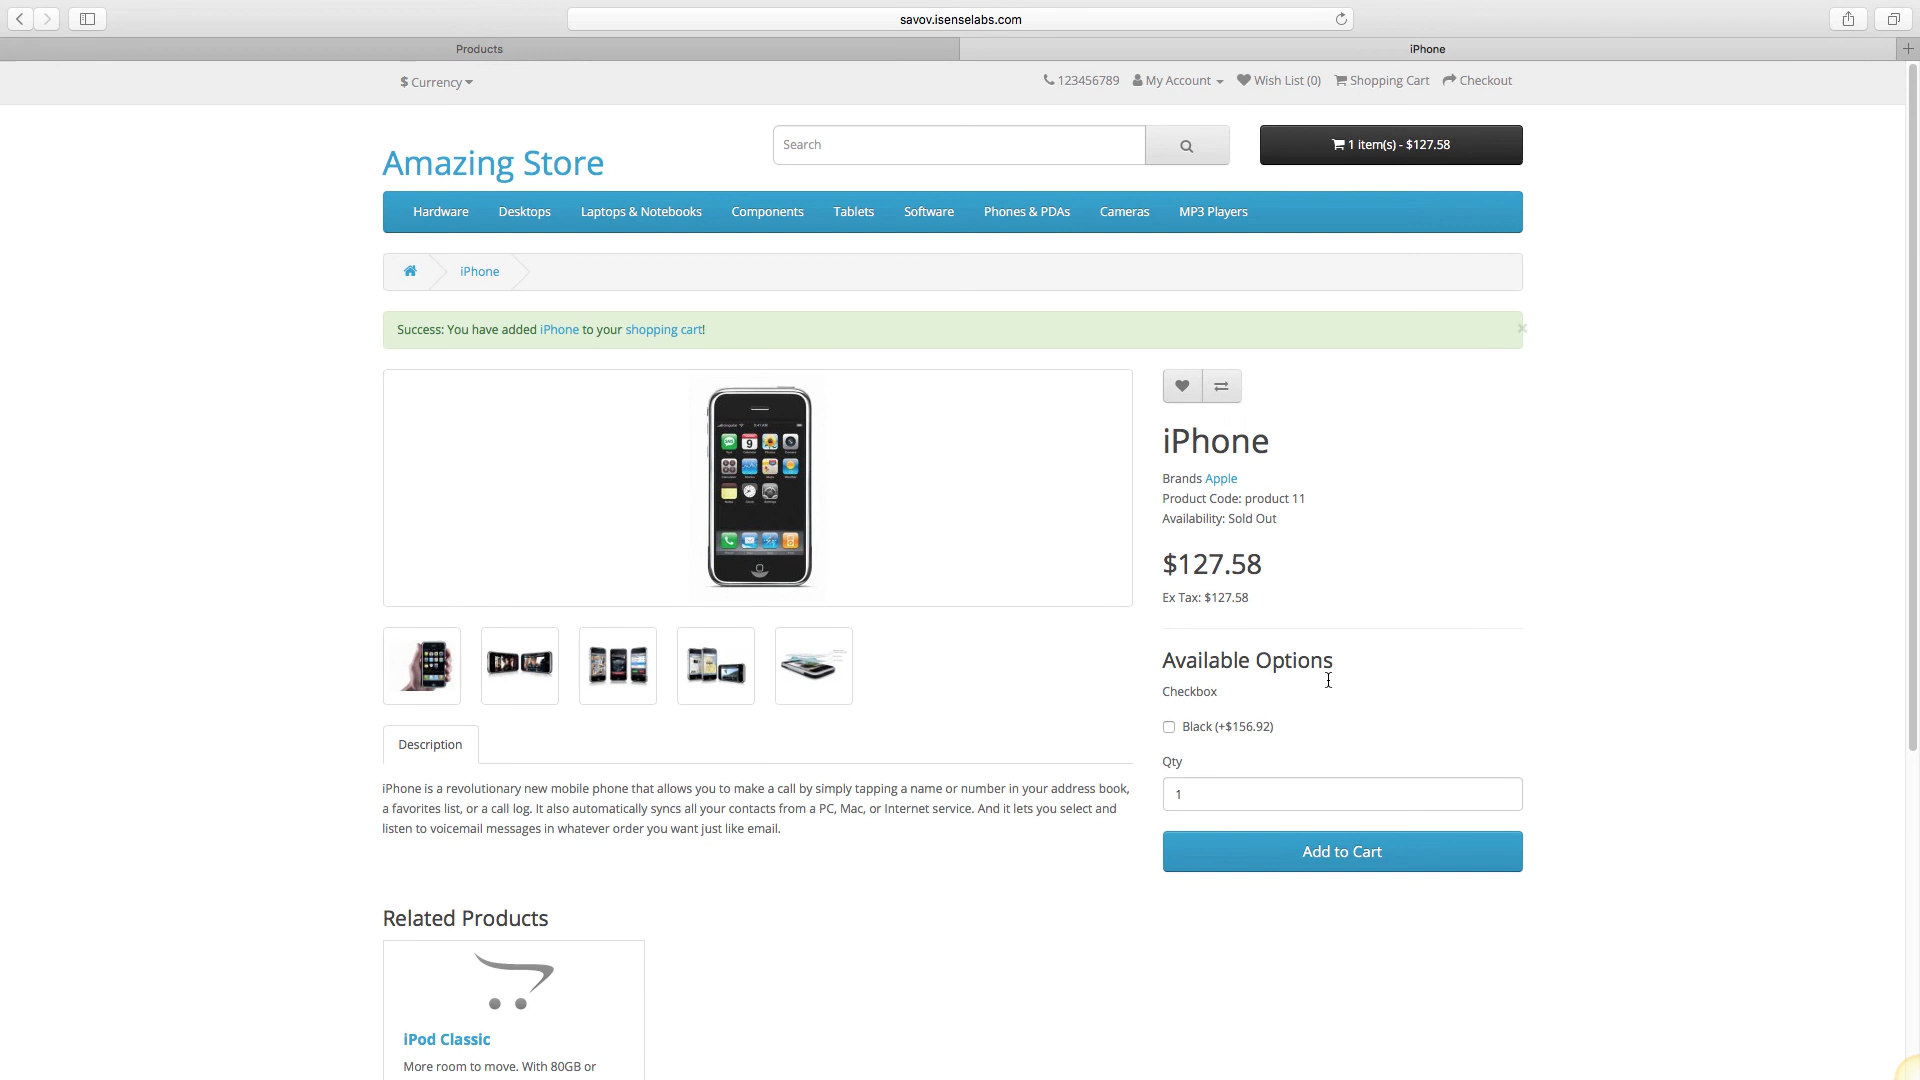 savov.isenselabs.com
Products
iPhone
$ Currency
123456789 My Account Wish List (0) Shopping Cart Checkout
Amazing Store
Search
1 item(s) - $127.58
Hardware Desktops Laptops & Notebooks Components Tablets Software Phones & PDAs Cameras MP3 Players
iPhone
Success: You have added iPhone to your shopping cart!
iPhone
Brands Apple
Product Code: product 11
Availability: Sold Out
$127.58
Ex Tax: $127.58
Available Options
Checkbox
Black (+$156.92)
Qty
1
Add to Cart
Description
iPhone is a revolutionary new mobile phone that allows you to make a call by simply tapping a name or number in your address book,
a favorites list, or a call log. It also automatically syncs all your contacts from a PC, Mac, or Internet service. And it lets you select and
listen to voicemail messages in whatever order you want just like email.
Related Products
iPod Classic
More room to move. With 80GB or